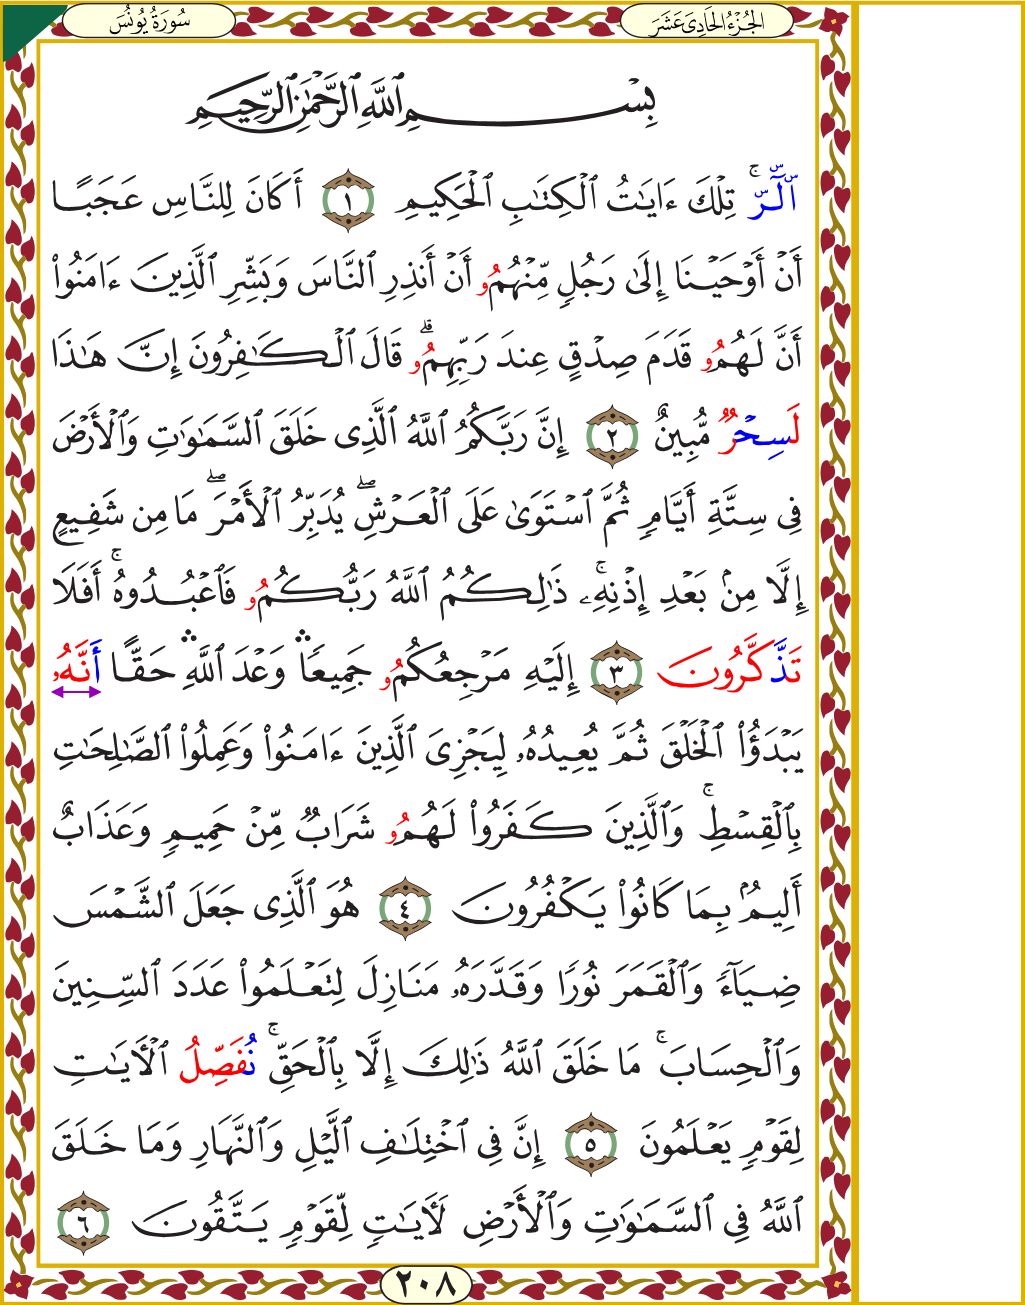 الجُزْءُ الحَادِى عَشَرَ
سُورَةُ يُونُسَ
بِسْمِ ٱللَّهِ ٱلرَّحْمَٰنِ ٱلرَّحِيمِ
الٓرۚ تِلْكَ ءَايَٰتُ ٱلْكِتَٰبِ ٱلْحَكِيمِ ١ أَكَانَ لِلنَّاسِ عَجَبًا
أَنْ أَوْحَيْنَا إِلَىٰ رَجُلٍ مِّنْهُمُو أَنْ أَنذِرِ ٱلنَّاسَ وَبَشِّرِ ٱلَّذِينَ ءَامَنُوا۟
أَنَّ لَهُمُو قَدَمَ صِدْقٍ عِندَ رَبِّهِمُوۗ قَالَ ٱلْكَٰفِرُونَ إِنَّ هَٰذَا
لَسِحْرٌ مُّبِينٌ ٢ إِنَّ رَبَّكُمُ ٱللَّهُ ٱلَّذِى خَلَقَ ٱلسَّمَٰوَٰتِ وَٱلْأَرْضَ
فِى سِتَّةِ أَيَّامٍ ثُمَّ ٱسْتَوَىٰ عَلَى ٱلْعَرْشِۖ يُدَبِّرُ ٱلْأَمْرَۖ مَا مِن شَفِيعٍ
إِلَّا مِنۢ بَعْدِ إِذْنِهِۦۚ ذَٰلِكُمُ ٱللَّهُ رَبُّكُمُو فَٱعْبُدُوهُۚ أَفَلَا
تَذَّكَّرُونَ ٣ إِلَيْهِ مَرْجِعُكُمُو جَمِيعًاۛ وَعْدَ ٱللَّهِۛ حَقًّا أَنَّهُۥ
يَبْدَؤُا۟ ٱلْخَلْقَ ثُمَّ يُعِيدُهُۥ لِيَجْزِىَ ٱلَّذِينَ ءَامَنُوا۟ وَعَمِلُوا۟ ٱلصَّٰلِحَٰتِ
بِٱلْقِسْطِۚ وَٱلَّذِينَ كَفَرُوا۟ لَهُمُو شَرَابٌ مِّنْ حَمِيمٍ وَعَذَابٌ
أَلِيمٌۢ بِمَا كَانُوا۟ يَكْفُرُونَ ٤ هُوَ ٱلَّذِى جَعَلَ ٱلشَّمْسَ
ضِيَآءً وَٱلْقَمَرَ نُورًا وَقَدَّرَهُۥ مَنَازِلَ لِتَعْلَمُوا۟ عَدَدَ ٱلسِّنِينَ
وَٱلْحِسَابَۚ مَا خَلَقَ ٱللَّهُ ذَٰلِكَ إِلَّا بِٱلْحَقِّۚ نُفَصِّلُ ٱلْأَيَٰتِ
لِقَوْمٍ يَعْلَمُونَ ٥ إِنَّ فِى ٱخْتِلَٰفِ ٱلَّيْلِ وَٱلنَّهَارِ وَمَا خَلَقَ
ٱللَّهُ فِى ٱلسَّمَٰوَٰتِ وَٱلْأَرْضِ لَأَيَٰتٍ لِّقَوْمٍ يَتَّقُونَ ٦
٢٠٨